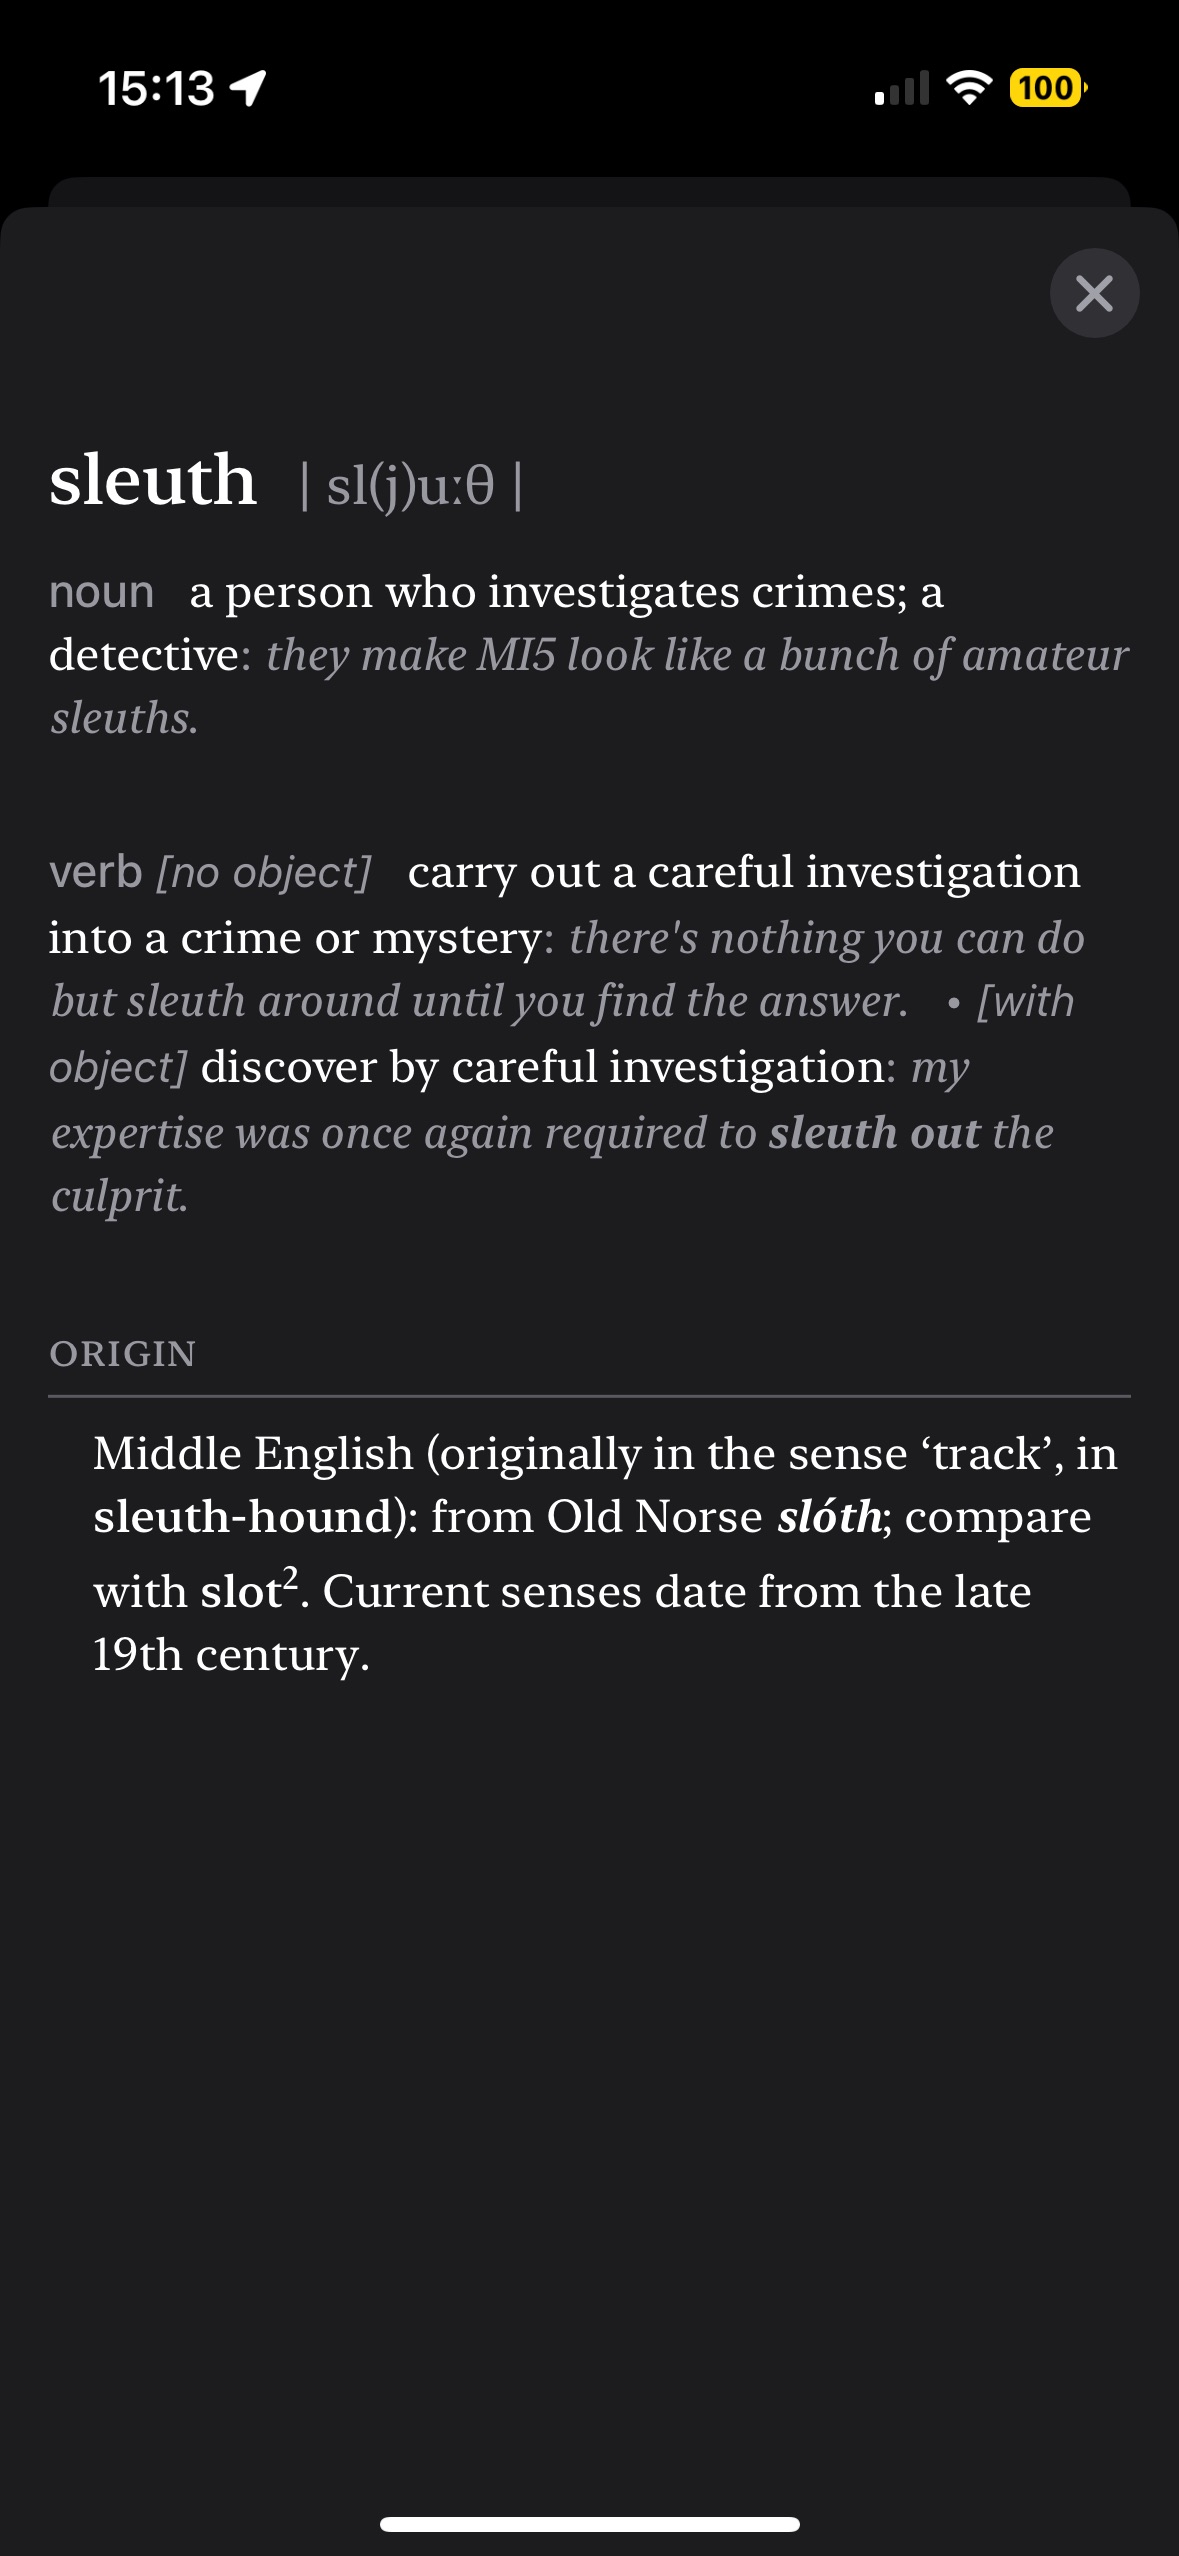 15:13
100
sleuth | sl(j)uːθ |
noun a person who investigates crimes; a
detective: they make MI5 look like a bunch of amateur
sleuths.
verb [no object] carry out a careful investigation
into a crime or mystery: there's nothing you can do
but sleuth around until you find the answer. • [with
object] discover by careful investigation: my
expertise was once again required to sleuth out the
culprit.
ORIGIN
Middle English (originally in the sense ‘track’, in
sleuth-hound): from Old Norse slóth; compare
with slot². Current senses date from the late
19th century.